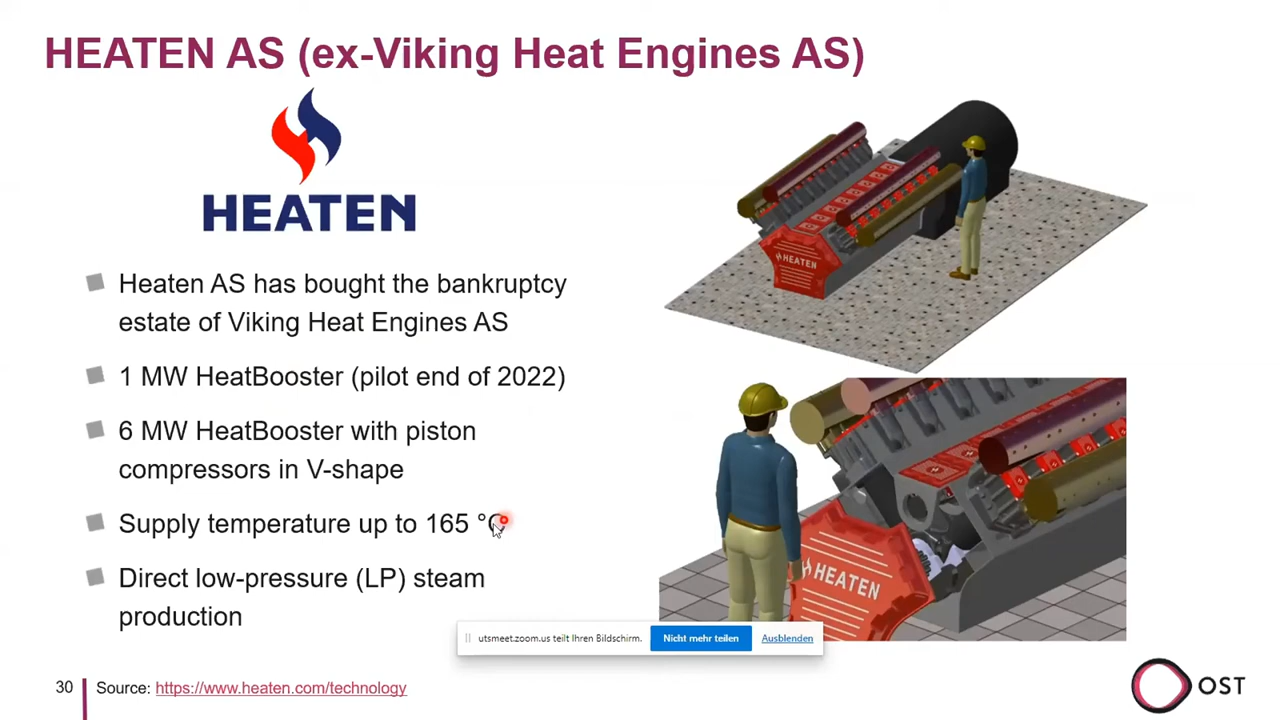 HEATEN AS (ex-Viking Heat Engines AS)
HEATEN
Heaten AS has bought the bankruptcy
estate of Viking Heat Engines AS
1 MW HeatBooster (pilot end of 2022)
6 MW HeatBooster with piston
compressors in V-shape
Supply temperature up to 165 °C
Direct low-pressure (LP) steam
production
HEATEN
HEATEN
utsmeet.zoom.us teilt Ihren Bildschirm.
Nicht mehr teilen
Ausblenden
30
Source: https://www.heaten.com/technology
OST